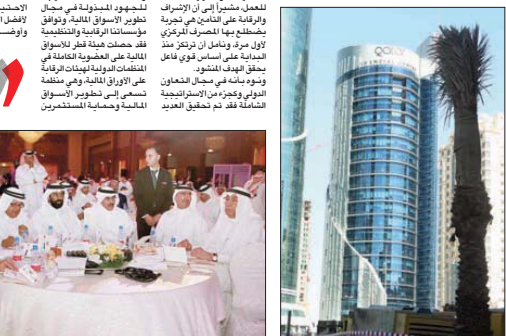 للعمل، مشيراً إلى أن الإشراف
والرقابة على التأمين هي تجربة
يضطلع بها المصرف المركزي
لأول مرة، ونأمل أن ترتكز منذ
البداية على أساس قوي فاعل
يحقق الهدف المنشود.
ونوه بأنه في مجال التعاون
الدولي وكجزء من الاستراتيجية
الشاملة فقد تم تحقيق العديد
للجهود المبذولة في مجال
تطوير الأسواق المالية، وتوافق
مؤسساتنا الرقابية والتنظيمية
فقد حصلت هيئة قطر للأسواق
المالية على العضوية الكاملة في
المنظمات الدولية لهيئات الرقابة
على الأوراق المالية، وهي منظمة
تسعى إلى تطوير الأسواق
المالية وحماية المستثمرين
لأفضل ا
وأوضـ
QATAR